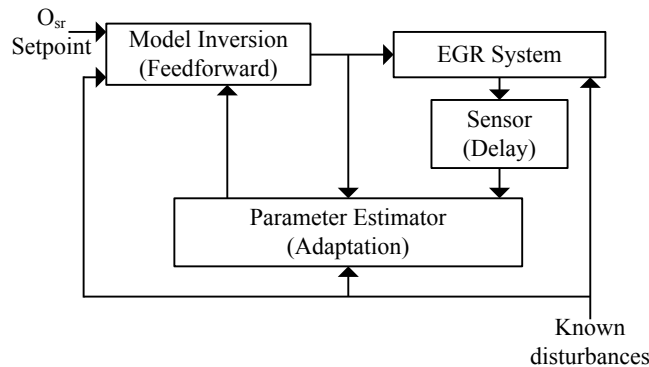 O_sr
Setpoint
Model Inversion
(Feedforward)
EGR System
Sensor
(Delay)
Parameter Estimator
(Adaptation)
Known
disturbances